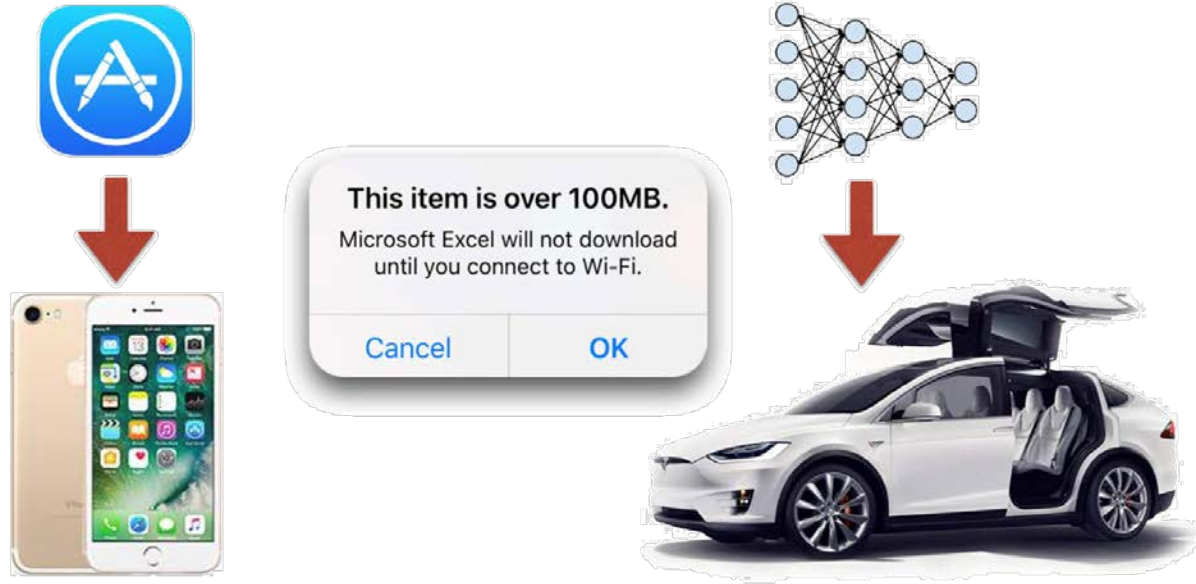 This item is over 100MB.
Microsoft Excel will not download
until you connect to Wi-Fi.
Cancel
OK